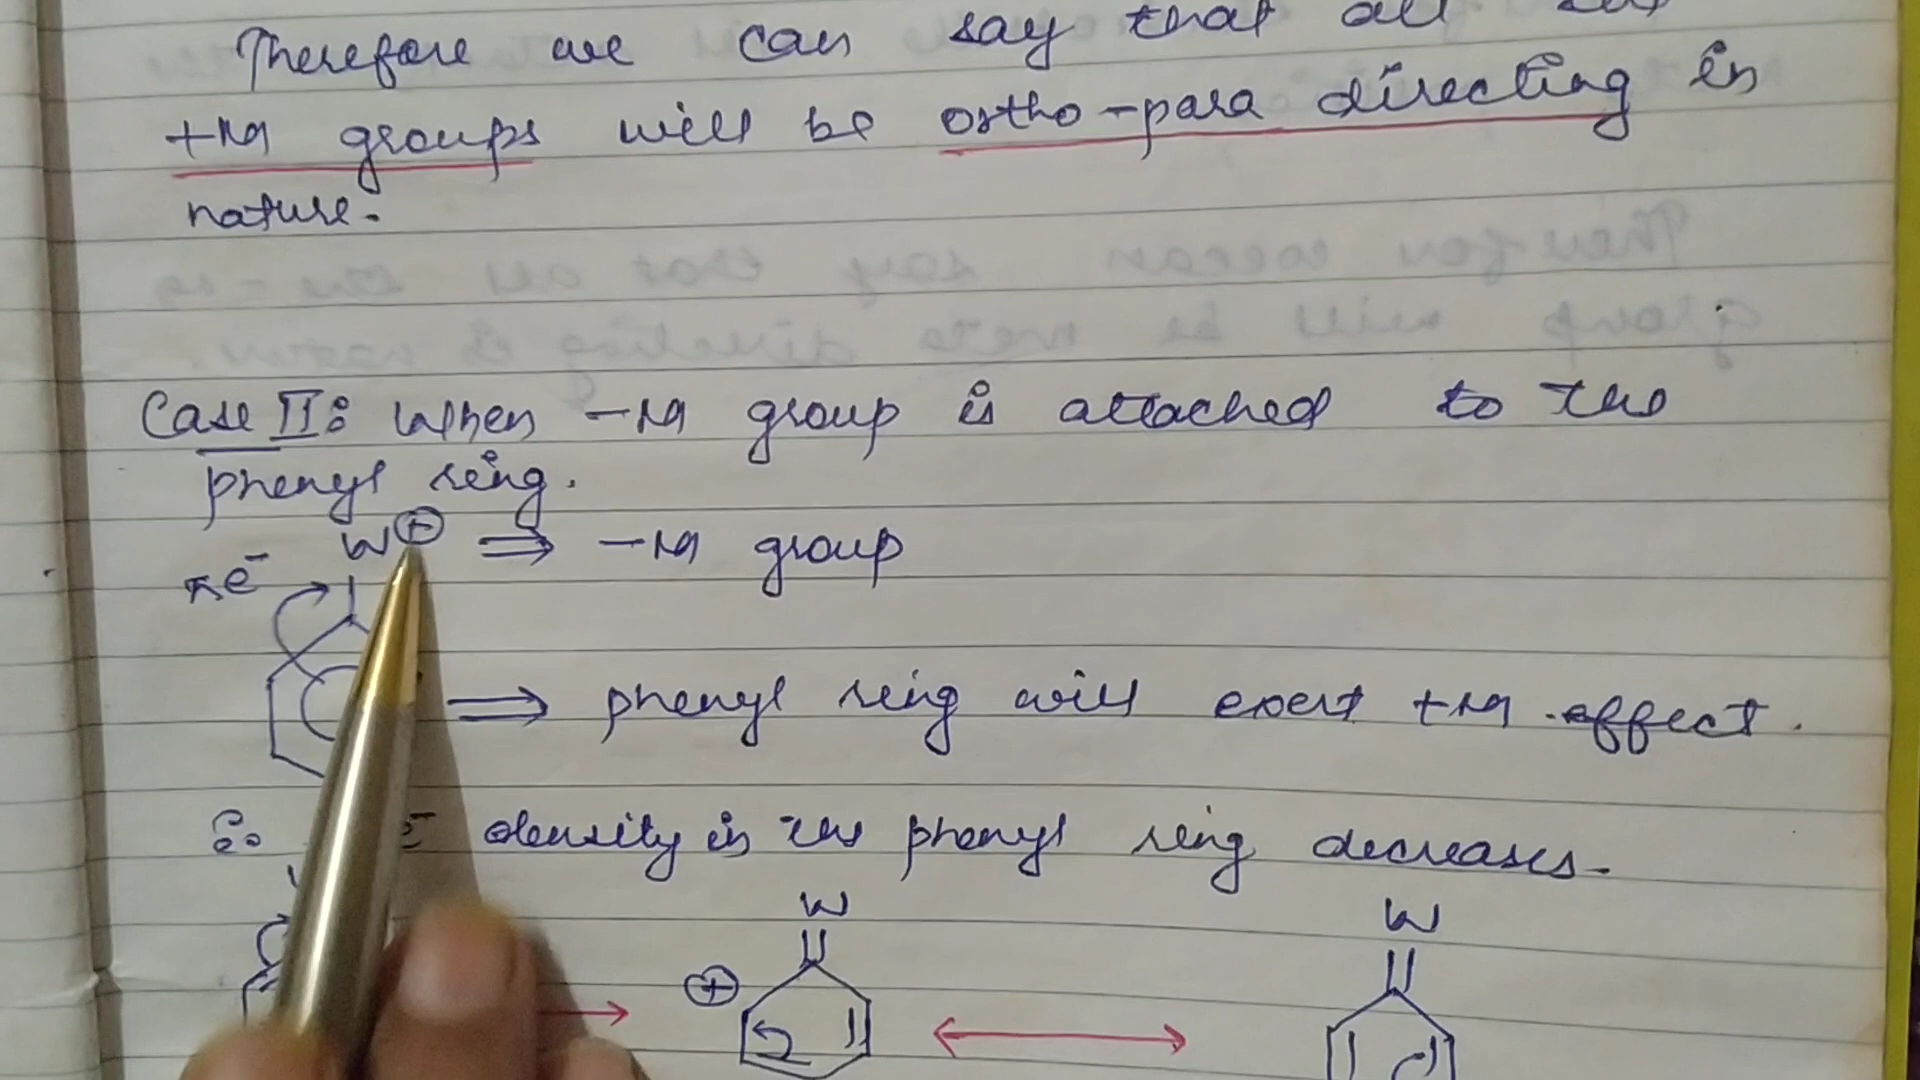 Therefore we can say that all
+M groups will be ortho-para directing in
nature.
Case II: When -M group is attached to the
phenyl ring.
W⊕ ⇒ -M group
πe⁻
⇒ phenyl ring will exert +M effect.
e⁻ density in the phenyl ring decreases.
W
W
⊕